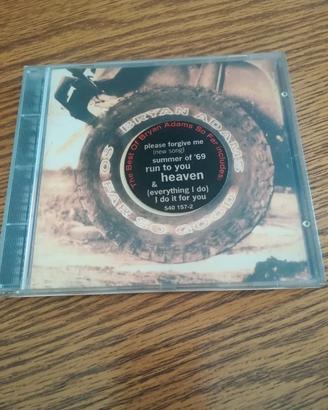 BRYAN ADAMS
SO FAR SO GOOD
The Best Of Bryan Adams So Far includes:
please forgive me
(new song)
summer of '69
run to you
heaven
&
(everything I do)
I do it for you
540 157-2